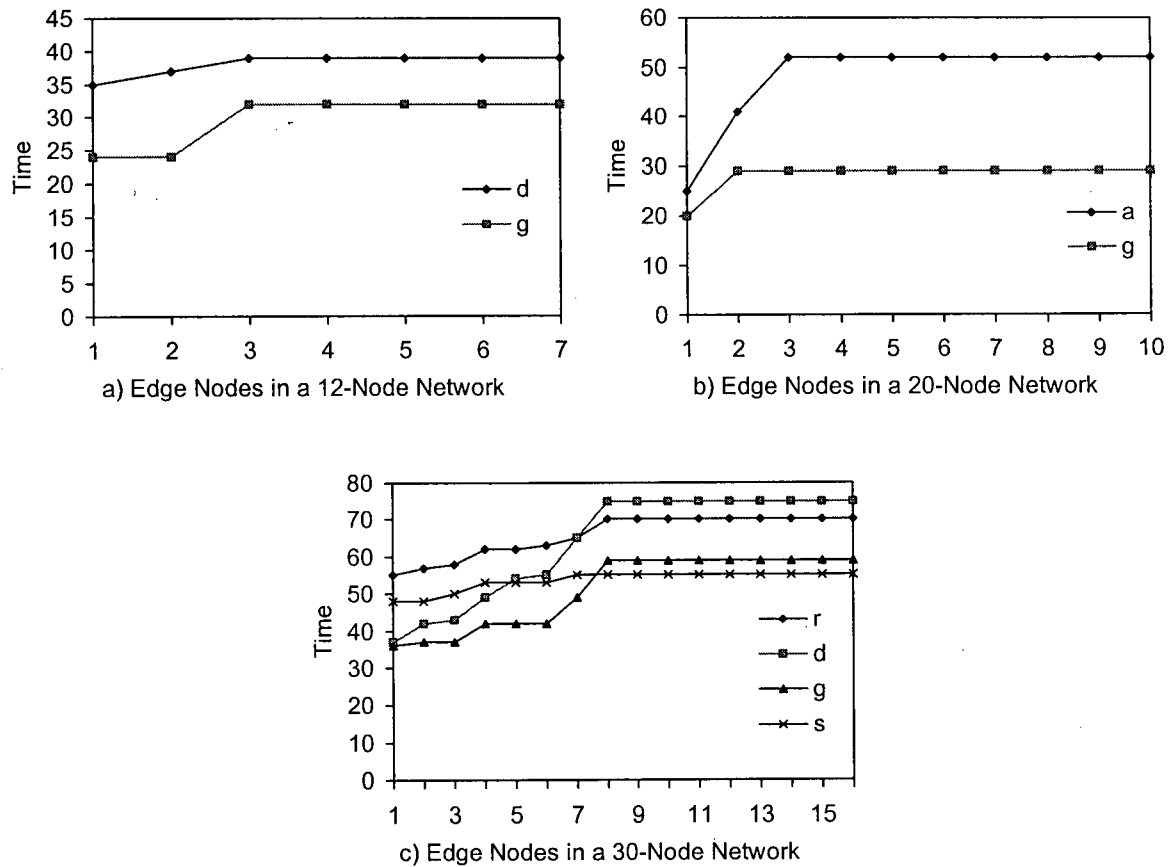 45
40
35
30
25
20
15
10
5
0
Time
d
g
1 2 3 4 5 6 7
a) Edge Nodes in a 12-Node Network
60
50
40
30
20
10
0
Time
a
g
1 2 3 4 5 6 7 8 9 10
b) Edge Nodes in a 20-Node Network
80
70
60
50
40
30
20
10
0
Time
r
d
g
s
1 3 5 7 9 11 13 15
c) Edge Nodes in a 30-Node Network